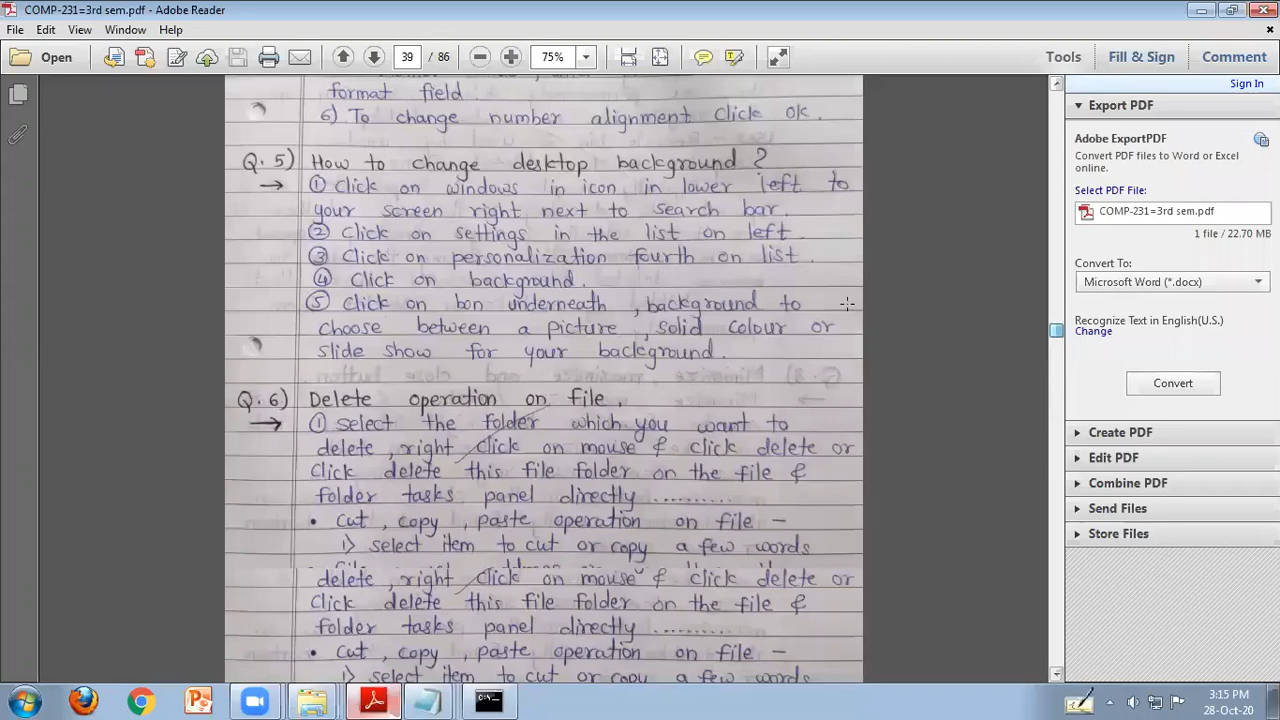 COMP-231=3rd sem.pdf - Adobe Reader
File Edit View Window Help
Open 39 / 86 75% Tools Fill & Sign Comment
Sign In
format field.
6) To change number alignment click ok.
Q.5) How to change desktop background ?
→ ① Click on windows in icon in lower left to
your screen right next to search bar.
② Click on settings in the list on left.
③ Click on personalization fourth on list.
④ Click on background.
⑤ Click on bon underneath , background to
choose between a picture , solid colour or
slide show for your background.
Q.6) Delete operation on file.
→ ① select the folder which you want to
delete , right click on mouse & click delete or
click delete this file folder on the file &
folder tasks panel directly ..........
• Cut , copy , paste operation on file -
1> select item to cut or copy a few words
delete , right click on mouse & click delete or
click delete this file folder on the file &
folder tasks panel directly ..........
• Cut , copy , paste operation on file -
1> select item to cut or copy a few words
Export PDF
Adobe ExportPDF
Convert PDF files to Word or Excel
online.
Select PDF File:
COMP-231=3rd sem.pdf
1 file / 22.70 MB
Convert To:
Microsoft Word (*.docx)
Recognize Text in English(U.S.)
Change
Convert
Create PDF
Edit PDF
Combine PDF
Send Files
Store Files
3:15 PM
28-Oct-20